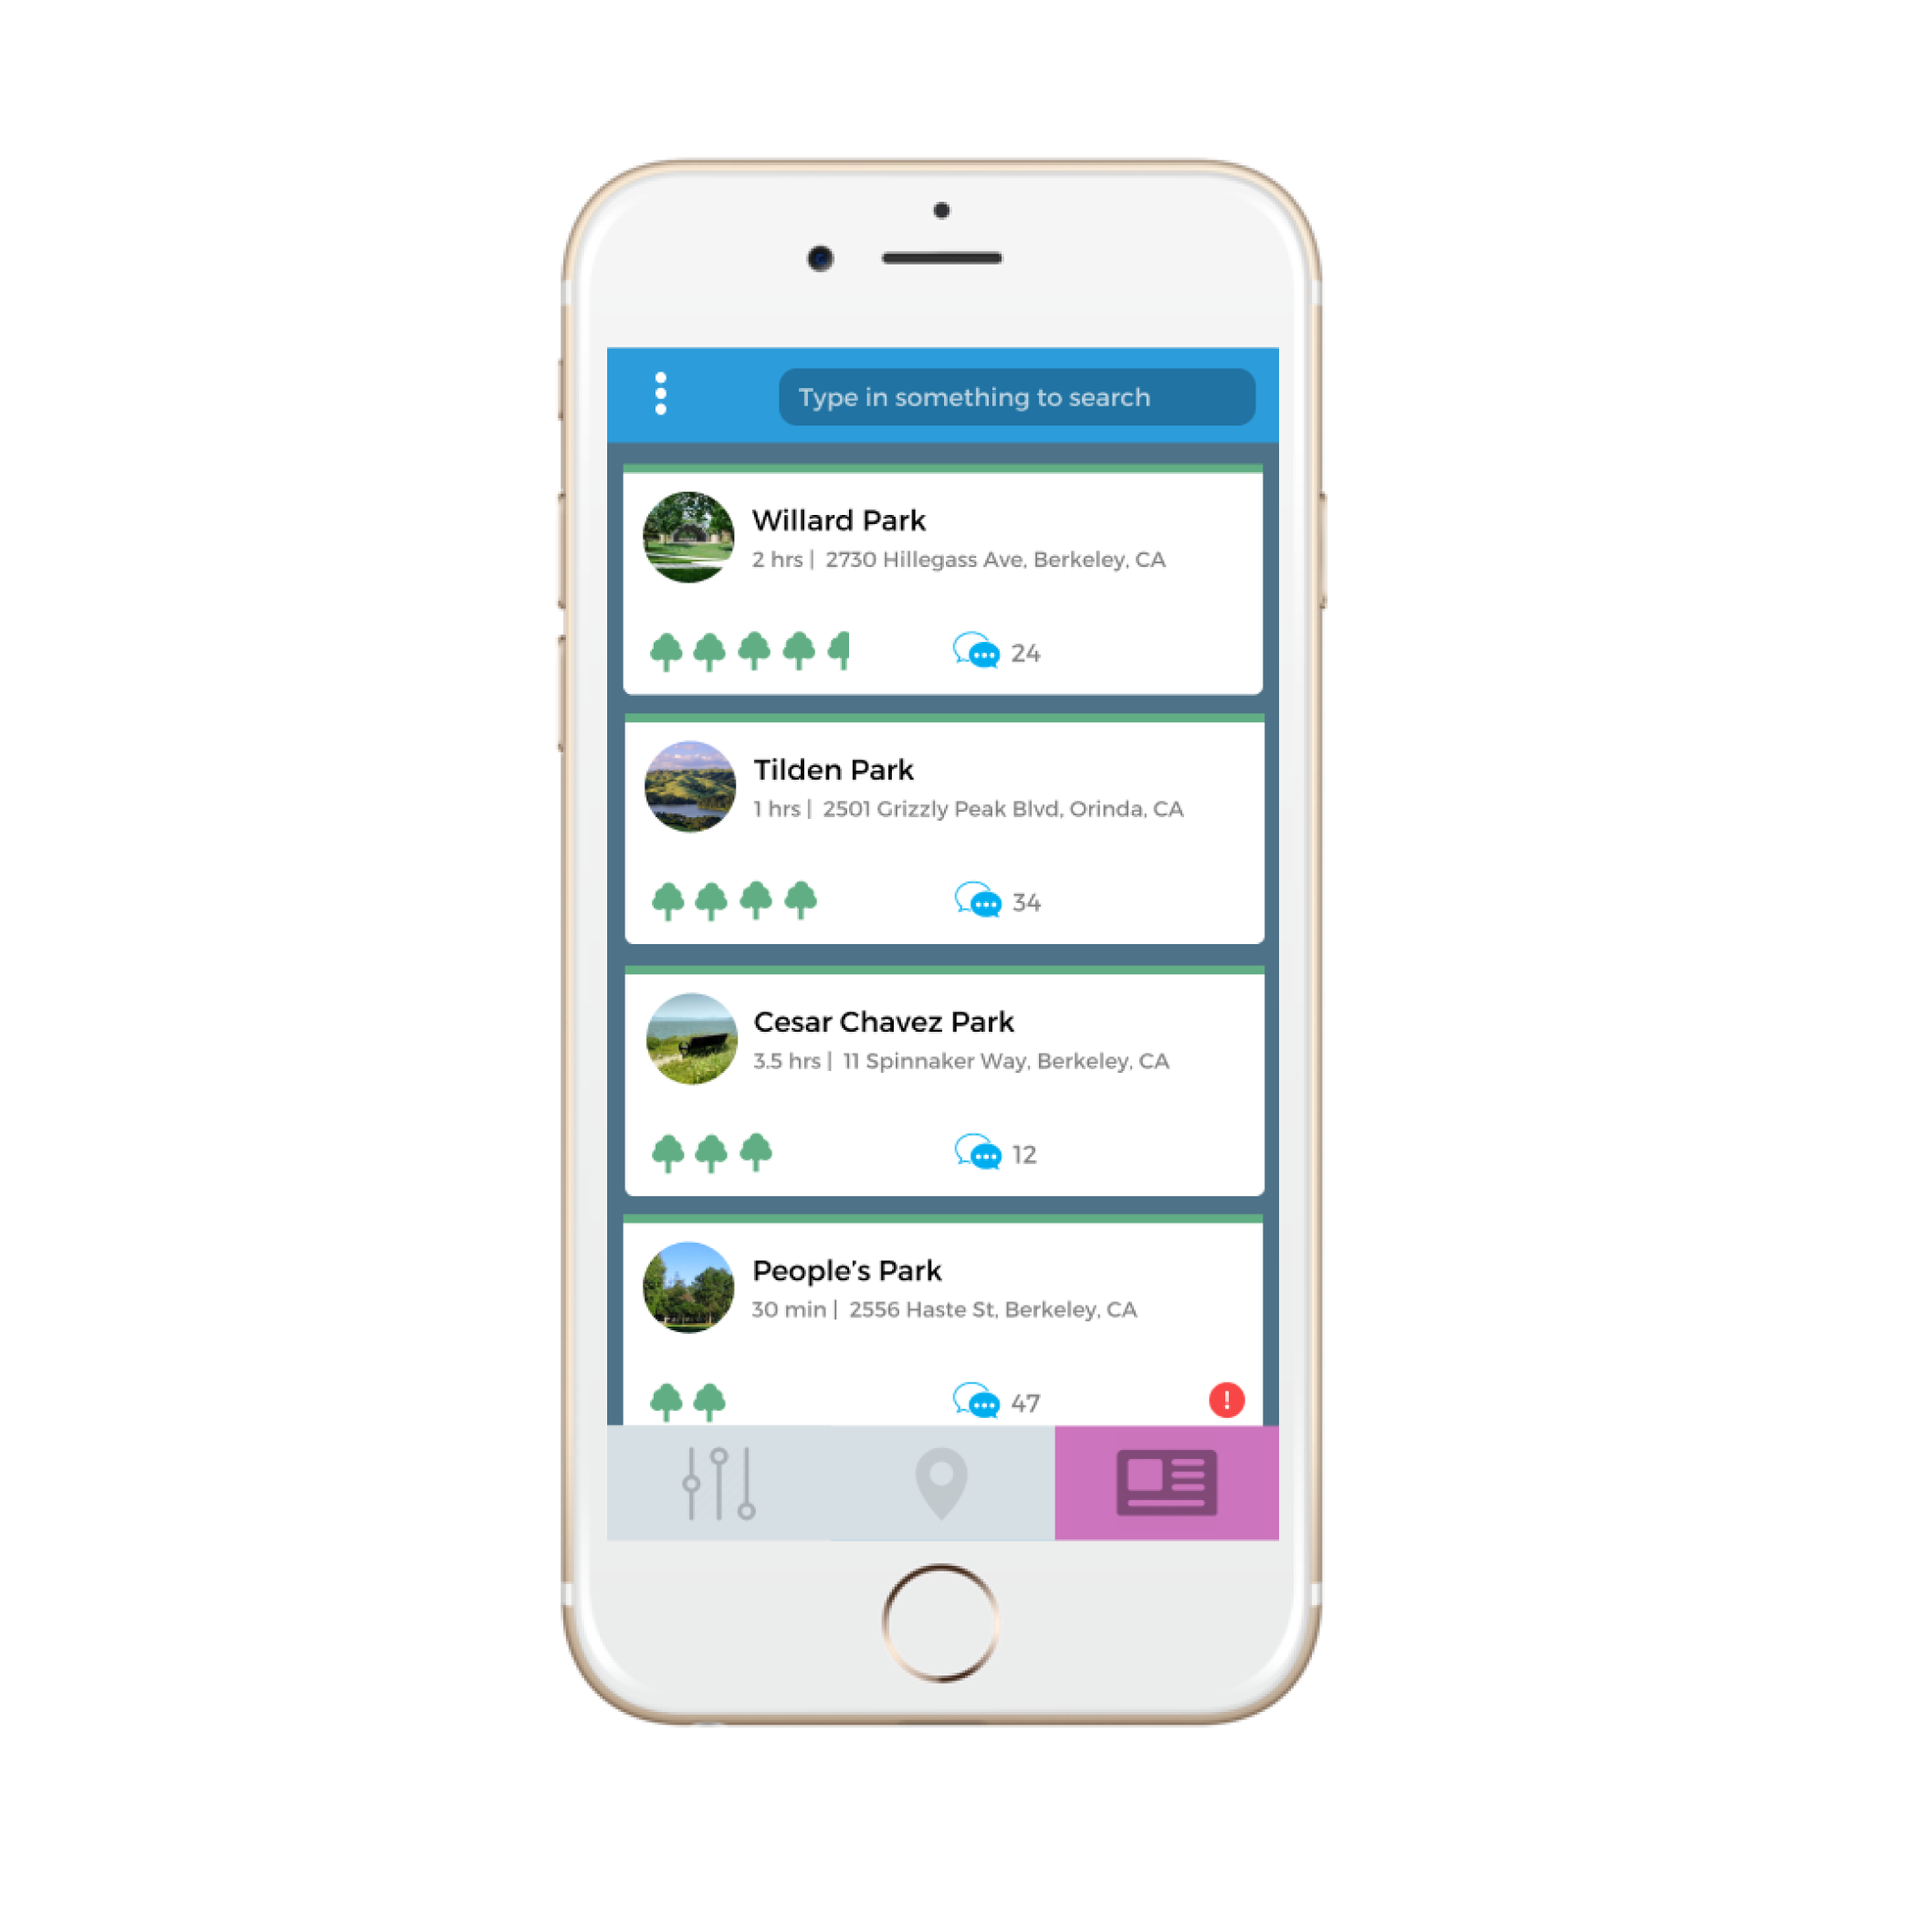 Type in something to search
Willard Park
2 hrs | 2730 Hillegass Ave, Berkeley, CA
24
Tilden Park
1 hrs | 2501 Grizzly Peak Blvd, Orinda, CA
34
Cesar Chavez Park
3.5 hrs | 11 Spinnaker Way, Berkeley, CA
12
People's Park
30 min | 2556 Haste St, Berkeley, CA
47
!